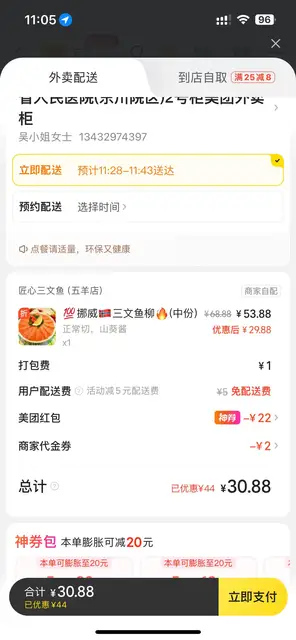 11:05
96
外卖配送
到店自取 满25减8
省人民医院(东川院区)2号柜美团外卖
柜
吴小姐女士 13432974397
立即配送 预计11:28-11:43送达
预约配送 选择时间
点餐请适量，环保又健康
匠心三文鱼 (五羊店) 商家自配
折
💯挪威🇳🇴三文鱼柳🔥(中份) ¥68.88 ¥53.88
正常切，山葵酱 优惠后 ¥29.88
x1
打包费 ¥1
用户配送费 活动减5元配送费 ¥5 免配送费
美团红包 神券 -¥22
商家代金券 -¥2
总计 已优惠¥44 ¥30.88
神券包 本单膨胀可减20元
本单可膨胀至20元 本单可膨胀至20元
合计 ¥30.88
已优惠 ¥44
立即支付